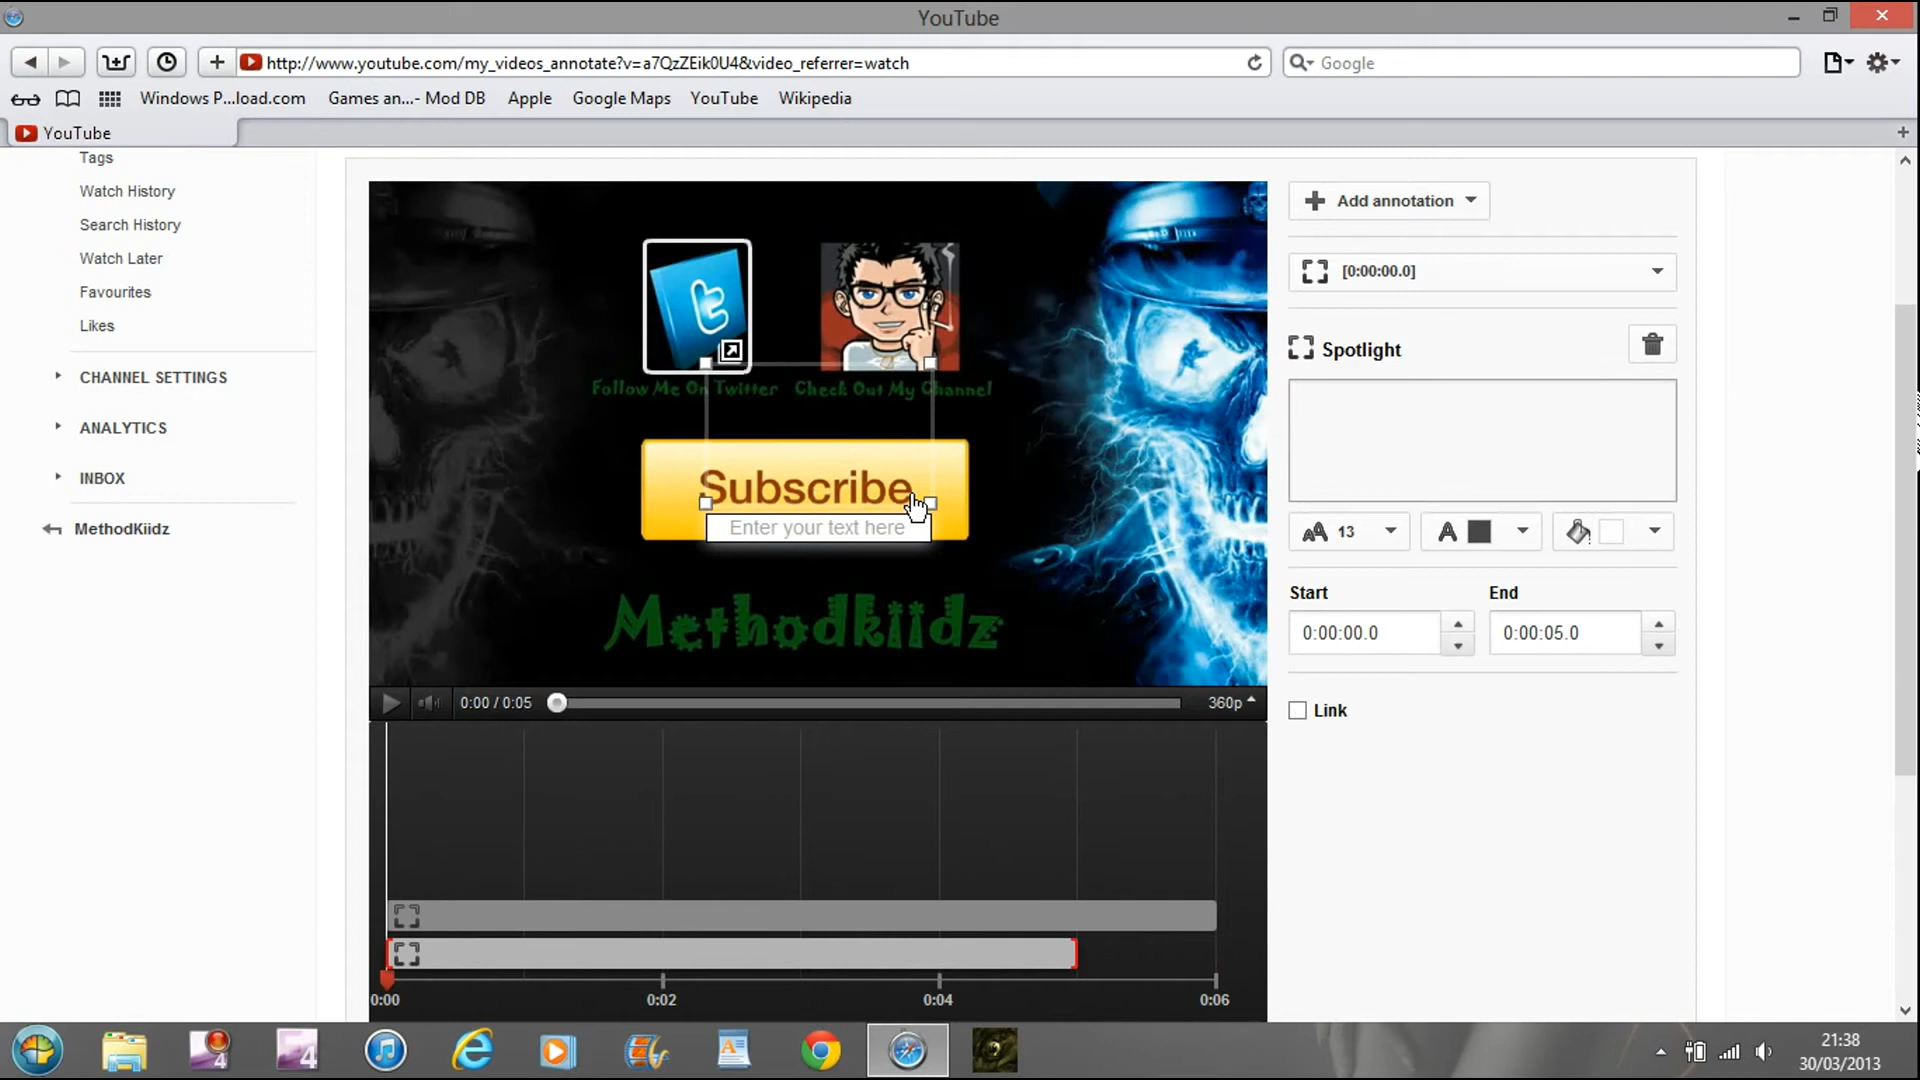 YouTube
http://www.youtube.com/my_videos_annotate?v=a7QzZEik0U4&video_referrer=watch
Google
Windows P...load.com Games an...- Mod DB Apple Google Maps YouTube Wikipedia
YouTube
Tags
Watch History
Search History
Watch Later
Favourites
Likes
CHANNEL SETTINGS
ANALYTICS
INBOX
MethodKiidz
Follow Me On Twitter Check Out My Channel
Subscribe
Enter your text here
Methodkiidz
0:00 / 0:05
360p
0:00 0:02 0:04 0:06
Add annotation
[0:00:00.0]
Spotlight
13
Start End
0:00:00.0 0:00:05.0
Link
21:38
30/03/2013